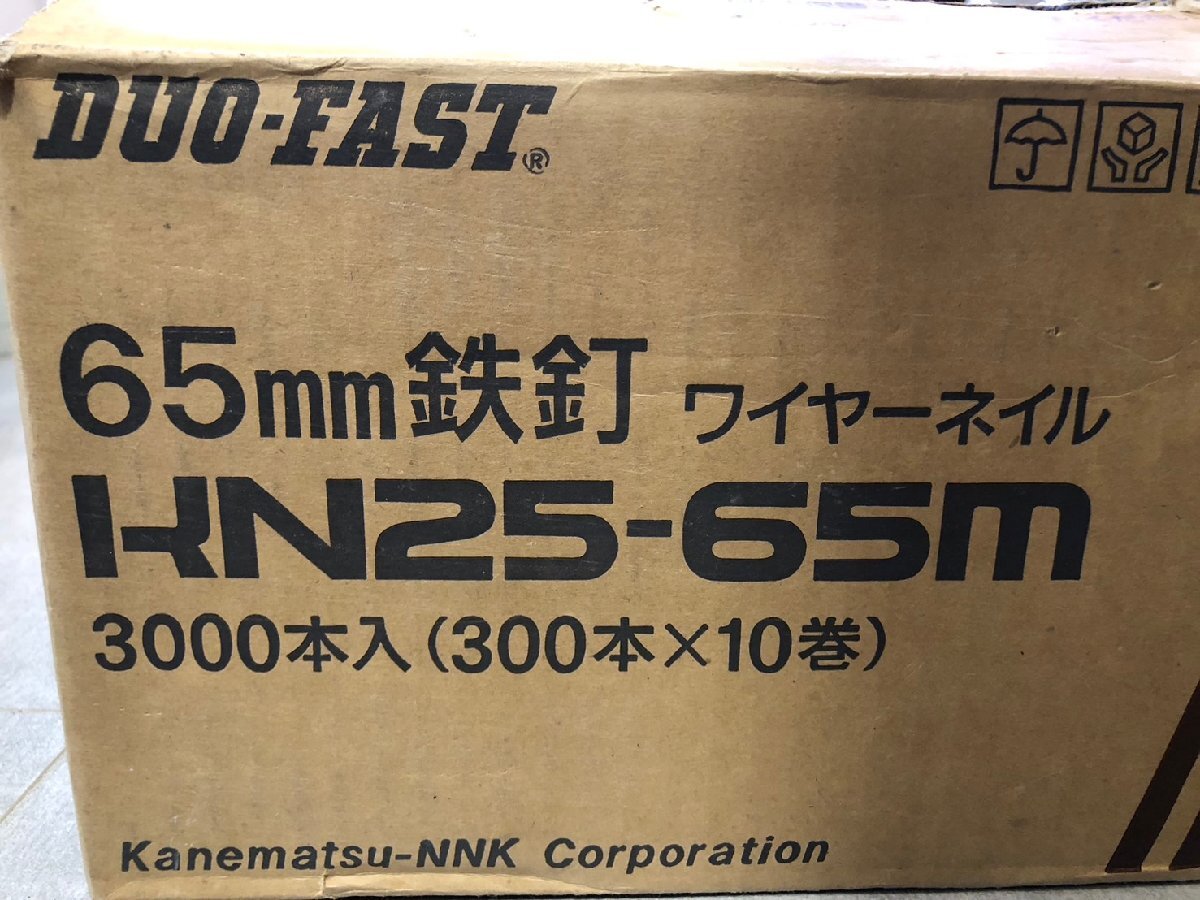 DUO-FAST®
65mm鉄釘 ワイヤーネイル
KN25-65m
3000本入(300本×10巻)
Kanematsu-NNK Corporation